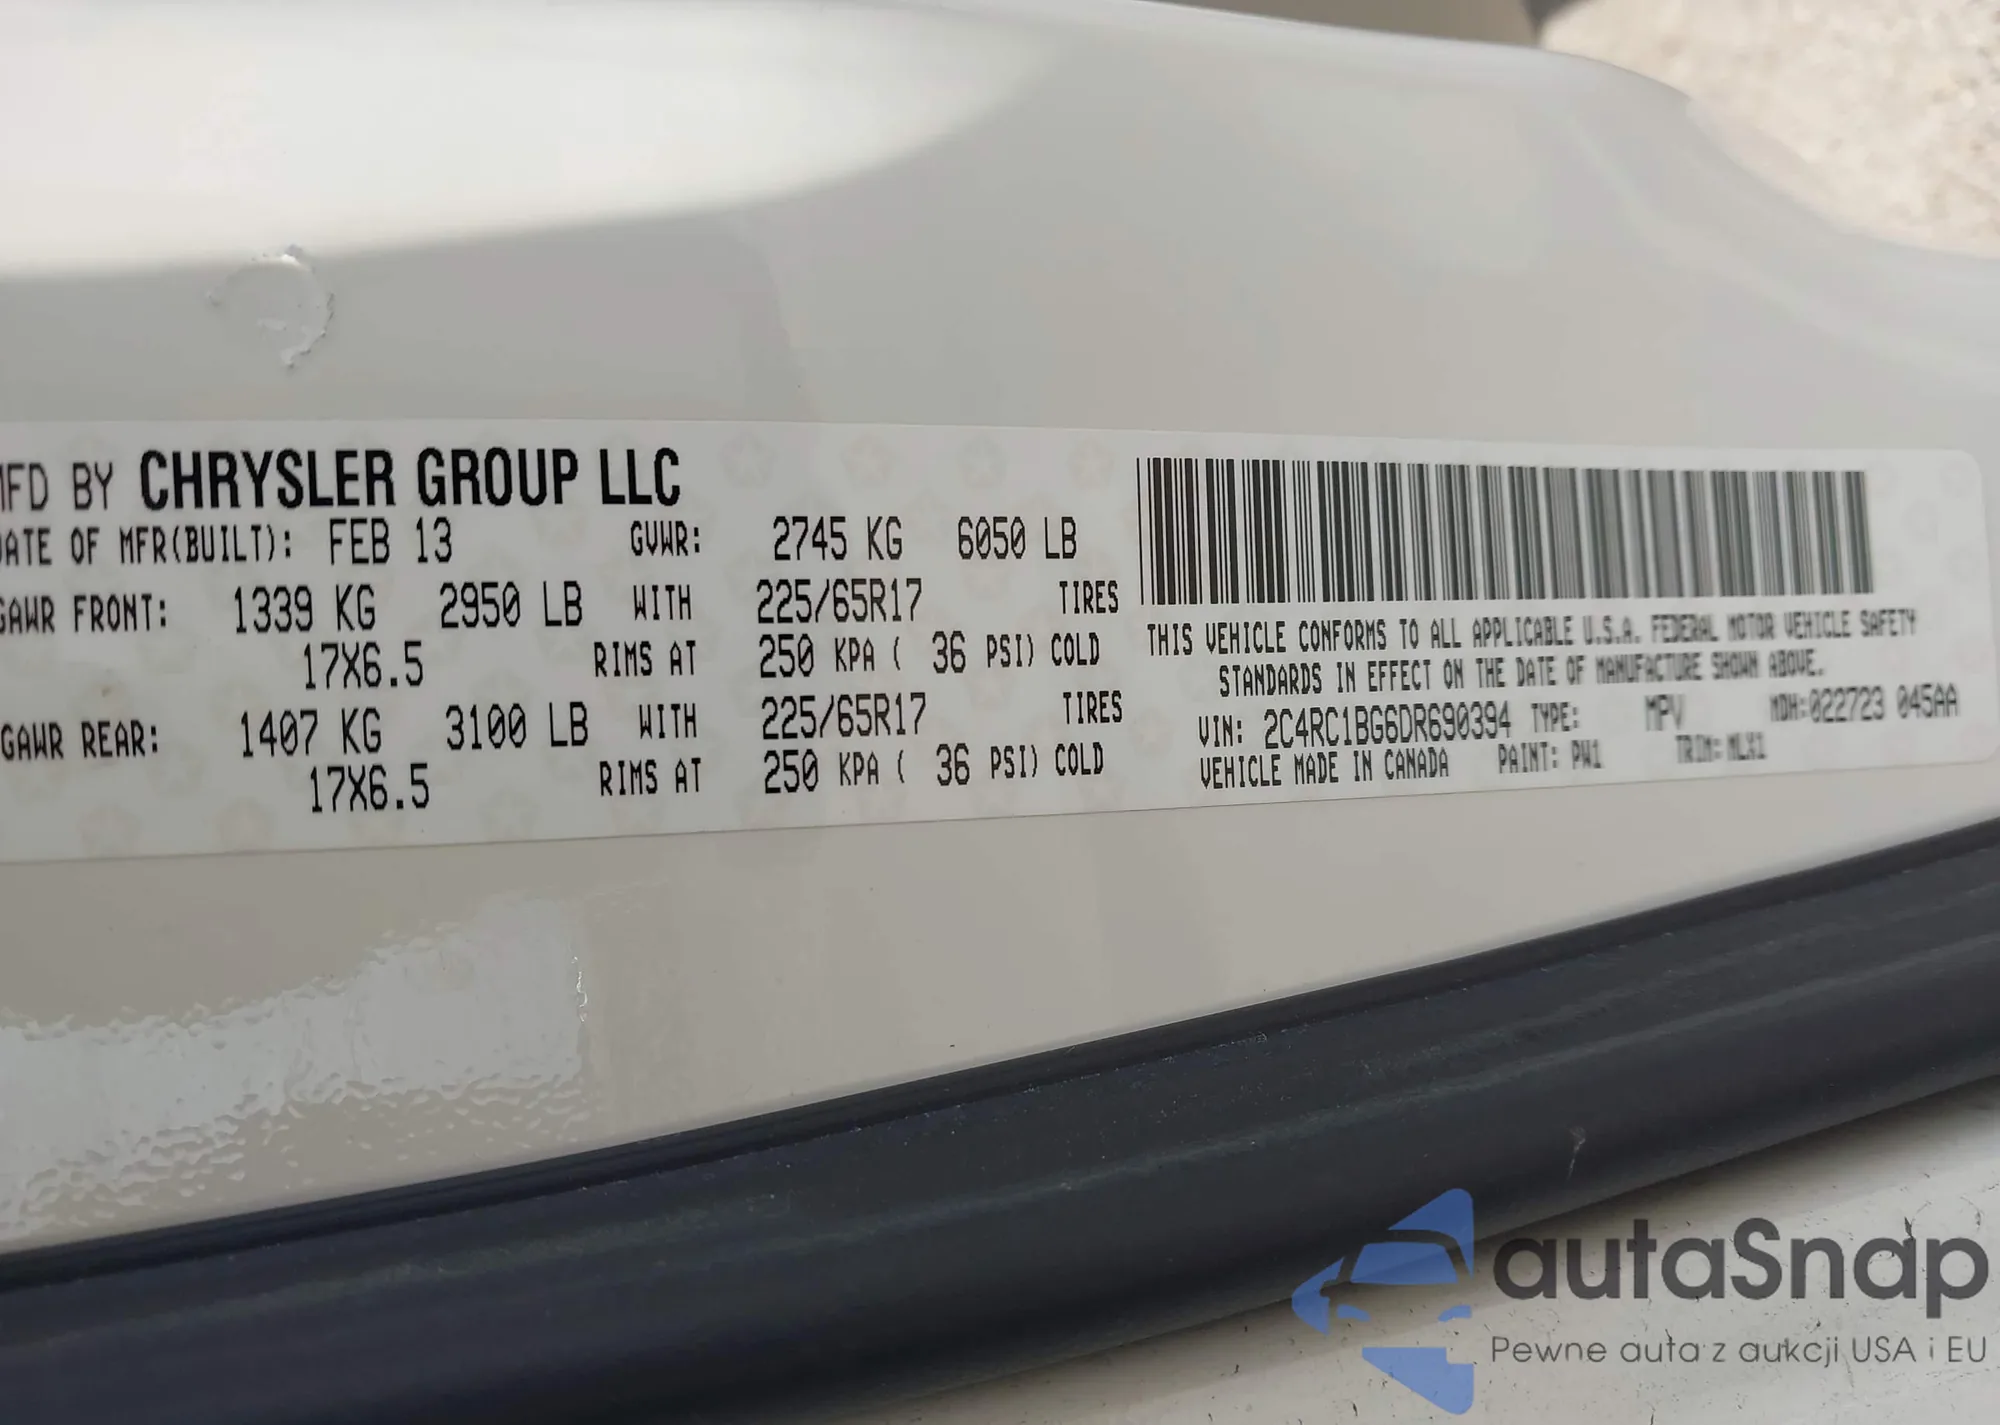 MFD BY CHRYSLER GROUP LLC
DATE OF MFR(BUILT): FEB 13 GVWR: 2745 KG 6050 LB
GAWR FRONT: 1339 KG 2950 LB WITH 225/65R17 TIRES
17X6.5 RIMS AT 250 KPA ( 36 PSI) COLD
GAWR REAR: 1407 KG 3100 LB WITH 225/65R17 TIRES
17X6.5 RIMS AT 250 KPA ( 36 PSI) COLD
THIS VEHICLE CONFORMS TO ALL APPLICABLE U.S.A. FEDERAL MOTOR VEHICLE SAFETY
STANDARDS IN EFFECT ON THE DATE OF MANUFACTURE SHOWN ABOVE.
VIN: 2C4RC1BG6DR690394 TYPE: MPV MDH:022723 045AA
VEHICLE MADE IN CANADA PAINT: PW1 TRIM: MLX1
autaSnap
Pewne auta z aukcji USA i EU